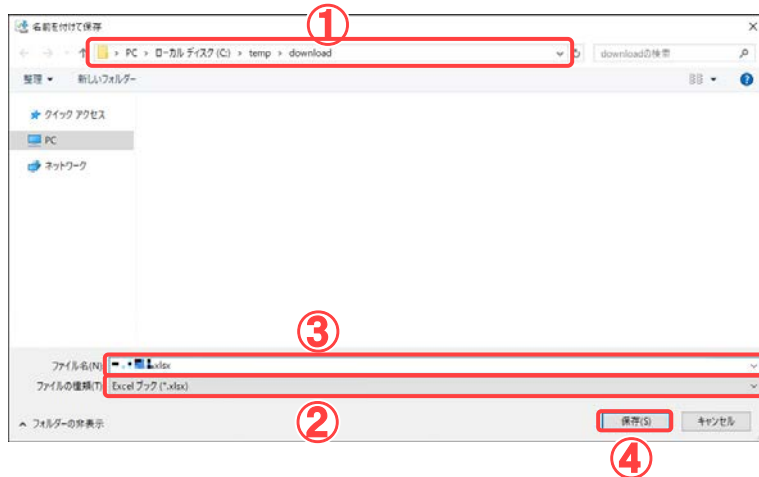 ①
名前を付けて保存
> PC > ローカル ディスク (C:) > temp > download
downloadの検索
整理
新しいフォルダー
クイック アクセス
PC
ネットワーク
③
ファイル名(N)
.xlsx
ファイルの種類(T)
Excel ブック (*.xlsx)
②
フォルダーの非表示
保存(S)
キャンセル
④